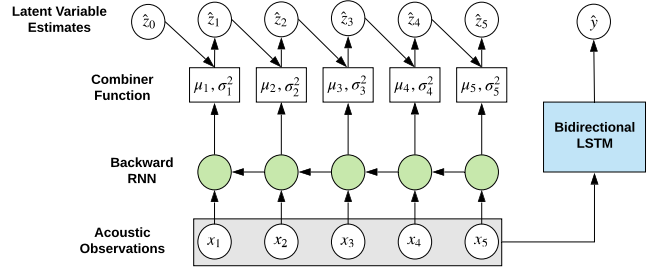 Latent Variable
Estimates
ẑ₀ ẑ₁ ẑ₂ ẑ₃ ẑ₄ ẑ₅ ŷ
Combiner
Function
μ₁, σ₁² μ₂, σ₂² μ₃, σ₃² μ₄, σ₄² μ₅, σ₅²
Bidirectional
LSTM
Backward
RNN
Acoustic
Observations
x₁ x₂ x₃ x₄ x₅